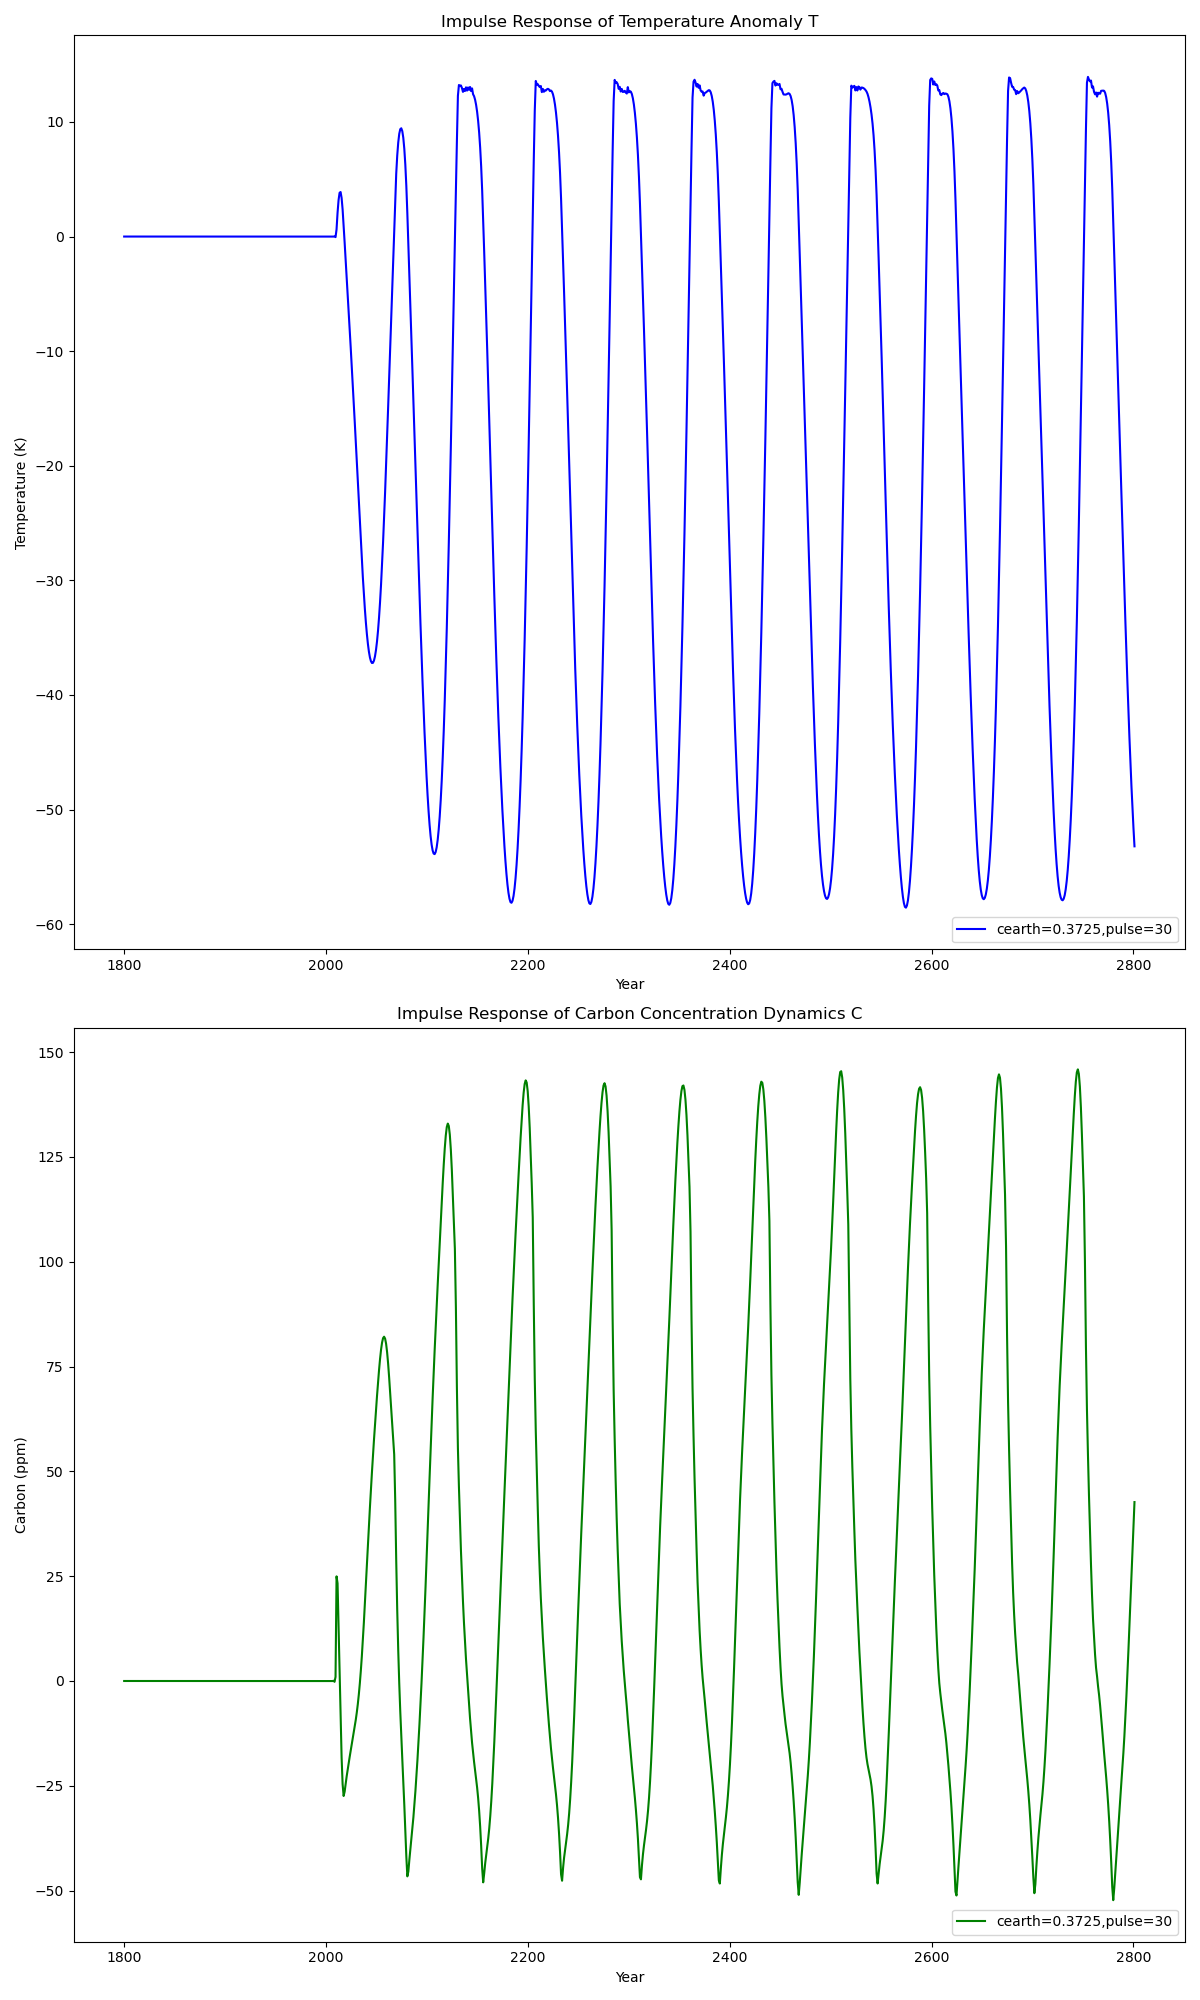 Impulse Response of Temperature Anomaly T
Temperature (K)
10
0
−10
−20
−30
−40
−50
−60
cearth=0.3725,pulse=30
1800 2000 2200 2400 2600 2800
Year
Impulse Response of Carbon Concentration Dynamics C
Carbon (ppm)
150
125
100
75
50
25
0
−25
−50
cearth=0.3725,pulse=30
1800 2000 2200 2400 2600 2800
Year